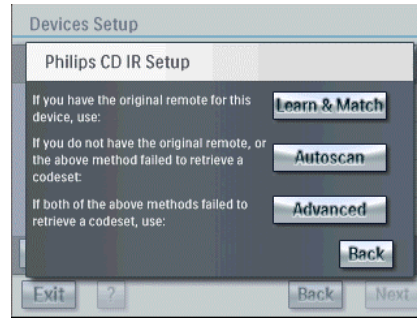 Devices Setup
Philips CD IR Setup
If you have the original remote for this
device, use:
Learn & Match
If you do not have the original remote, or
the above method failed to retrieve a
codeset:
Autoscan
If both of the above methods failed to
retrieve a codeset, use:
Advanced
Back
Exit
?
Back
Next